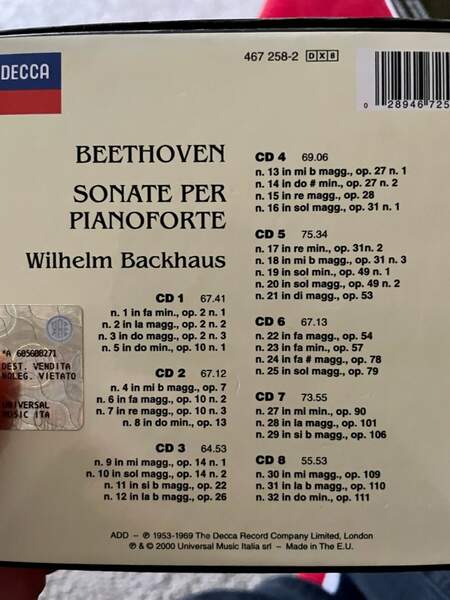 DECCA
467 258-2 DX8
0 28946 725
BEETHOVEN
SONATE PER
PIANOFORTE
Wilhelm Backhaus
CD 1 67.41
n. 1 in fa min., op. 2 n. 1
n. 2 in la magg., op. 2 n. 2
n. 3 in do magg., op. 2 n. 3
n. 5 in do min., op. 10 n. 1
CD 2 67.12
n. 4 in mi b magg., op. 7
n. 6 in fa magg., op. 10 n. 2
n. 7 in re magg., op. 10 n. 3
n. 8 in do min., op. 13
CD 3 64.53
n. 9 in mi magg., op. 14 n. 1
n. 10 in sol magg., op. 14 n. 2
n. 11 in si b magg., op. 22
n. 12 in la b magg., op. 26
CD 4 69.06
n. 13 in mi b magg., op. 27 n. 1
n. 14 in do # min., op. 27 n. 2
n. 15 in re magg., op. 28
n. 16 in sol magg., op. 31 n. 1
CD 5 75.34
n. 17 in re min., op. 31n. 2
n. 18 in mi b magg., op. 31 n. 3
n. 19 in sol min., op. 49 n. 1
n. 20 in sol magg., op. 49 n. 2
n. 21 in di magg., op. 53
CD 6 67.13
n. 22 in fa magg., op. 54
n. 23 in fa min., op. 57
n. 24 in fa # magg., op. 78
n. 25 in sol magg., op. 79
CD 7 73.55
n. 27 in mi min., op. 90
n. 28 in la magg., op. 101
n. 29 in si b magg., op. 106
CD 8 55.53
n. 30 in mi magg., op. 109
n. 31 in la b magg., op. 110
n. 32 in do min., op. 111
*A 605600271
DEST. VENDITA
NOLEG. VIETATO
UNIVERSAL
MUSIC ITA
ADD - ℗ 1953-1969 The Decca Record Company Limited, London
℗ & © 2000 Universal Music Italia srl - Made in The E.U.